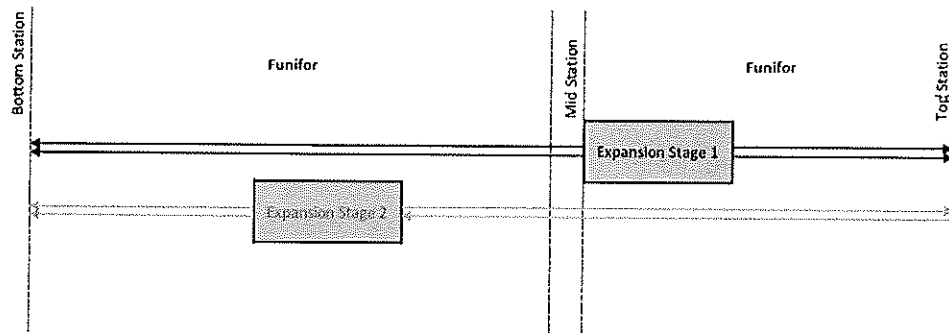 Bottom Station
Funifor
Mid Station
Funifor
Top Station
Expansion Stage 1
Expansion Stage 2